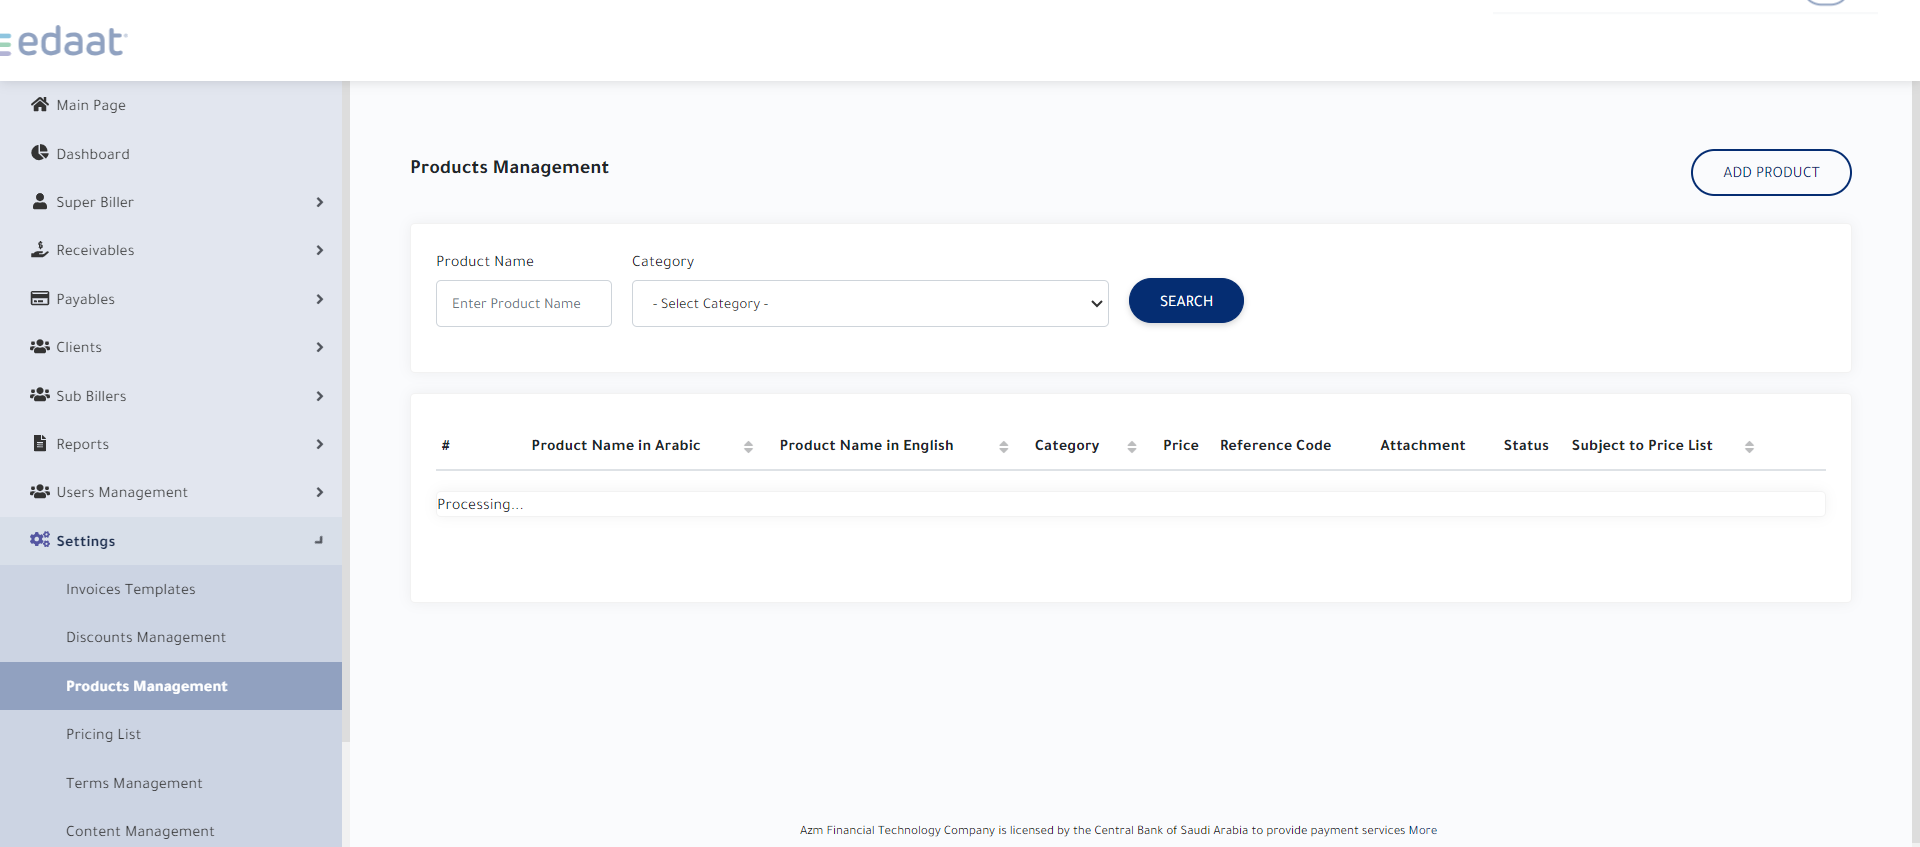 edaat
Main Page
Dashboard
Super Biller
Receivables
Payables
Clients
Sub Billers
Reports
Users Management
Settings
Invoices Templates
Discounts Management
Products Management
Pricing List
Terms Management
Content Management
Products Management
ADD PRODUCT
Product Name
Category
Enter Product Name
- Select Category -
SEARCH
# Product Name in Arabic Product Name in English Category Price Reference Code Attachment Status Subject to Price List
Processing...
Azm Financial Technology Company is licensed by the Central Bank of Saudi Arabia to provide payment services More